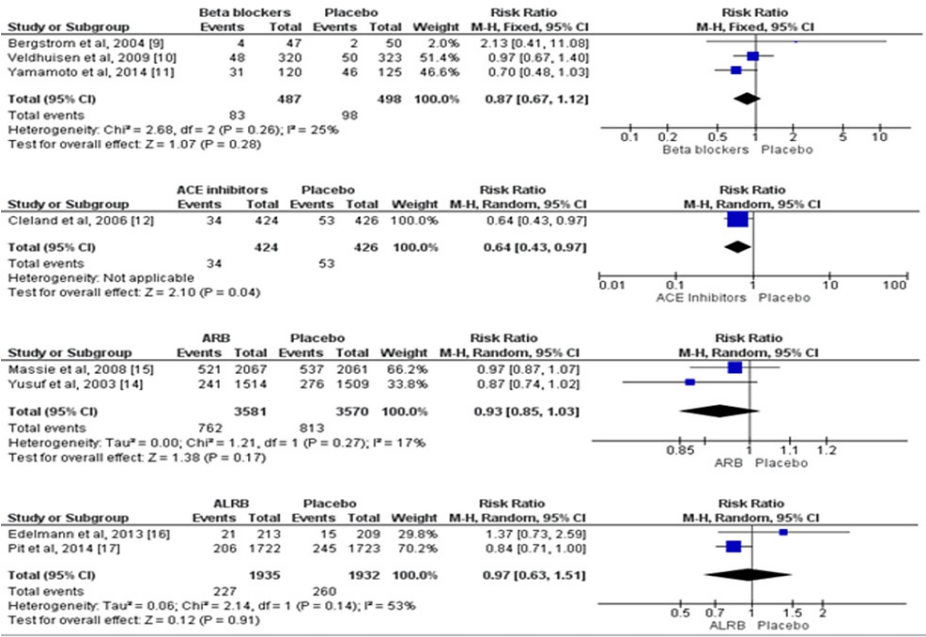 Beta blockers Placebo Risk Ratio Risk Ratio
Study or Subgroup Events Total Events Total Weight M-H, Fixed, 95% CI M-H, Fixed, 95% CI
Bergstrom et al, 2004 [9] 4 47 2 50 2.0% 2.13 [0.41, 11.08]
Veldhuisen et al, 2009 [10] 48 320 50 323 51.4% 0.97 [0.67, 1.40]
Yamamoto et al, 2014 [11] 31 120 46 125 46.6% 0.70 [0.48, 1.03]
Total (95% CI) 487 498 100.0% 0.87 [0.67, 1.12]
Total events 83 98
Heterogeneity: Chi² = 2.68, df = 2 (P = 0.26); I² = 25%
Test for overall effect: Z = 1.07 (P = 0.28)
0.1 0.2 0.5 1 2 5 10
Beta blockers Placebo
ACE inhibitors Placebo Risk Ratio Risk Ratio
Study or Subgroup Events Total Events Total Weight M-H, Random, 95% CI M-H, Random, 95% CI
Cleland et al, 2006 [12] 34 424 53 426 100.0% 0.64 [0.43, 0.97]
Total (95% CI) 424 426 100.0% 0.64 [0.43, 0.97]
Total events 34 53
Heterogeneity: Not applicable
Test for overall effect: Z = 2.10 (P = 0.04)
0.01 0.1 1 10 100
ACE Inhibitors Placebo
ARB Placebo Risk Ratio Risk Ratio
Study or Subgroup Events Total Events Total Weight M-H, Random, 95% CI M-H, Random, 95% CI
Massie et al, 2008 [15] 521 2067 537 2061 66.2% 0.97 [0.87, 1.07]
Yusuf et al, 2003 [14] 241 1514 276 1509 33.8% 0.87 [0.74, 1.02]
Total (95% CI) 3581 3570 100.0% 0.93 [0.85, 1.03]
Total events 762 813
Heterogeneity: Tau² = 0.00; Chi² = 1.21, df = 1 (P = 0.27); I² = 17%
Test for overall effect: Z = 1.38 (P = 0.17)
0.85 1 1.1 1.2
ARB Placebo
ALRB Placebo Risk Ratio Risk Ratio
Study or Subgroup Events Total Events Total Weight M-H, Random, 95% CI M-H, Random, 95% CI
Edelmann et al, 2013 [16] 21 213 15 209 29.8% 1.37 [0.73, 2.59]
Pit et al, 2014 [17] 206 1722 245 1723 70.2% 0.84 [0.71, 1.00]
Total (95% CI) 1935 1932 100.0% 0.97 [0.63, 1.51]
Total events 227 260
Heterogeneity: Tau² = 0.06; Chi² = 2.14, df = 1 (P = 0.14); I² = 53%
Test for overall effect: Z = 0.12 (P = 0.91)
0.5 0.7 1 1.5 2
ALRB Placebo